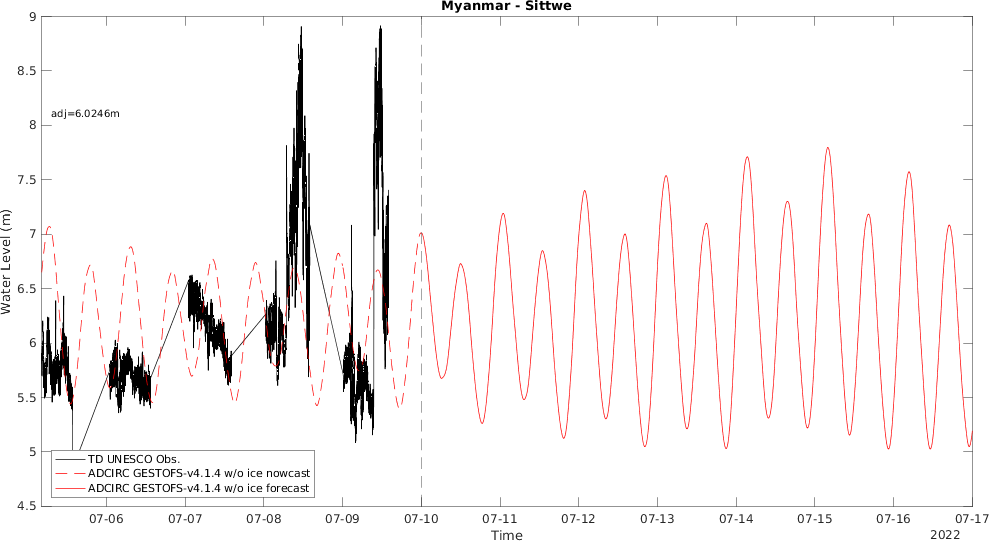 Myanmar - Sittwe
9
8.5
8
7.5
7
6.5
6
5.5
5
4.5
Water Level (m)
adj=6.0246m
TD UNESCO Obs.
ADCIRC GESTOFS-v4.1.4 w/o ice nowcast
ADCIRC GESTOFS-v4.1.4 w/o ice forecast
07-06 07-07 07-08 07-09 07-10 07-11 07-12 07-13 07-14 07-15 07-16 07-17
Time
2022